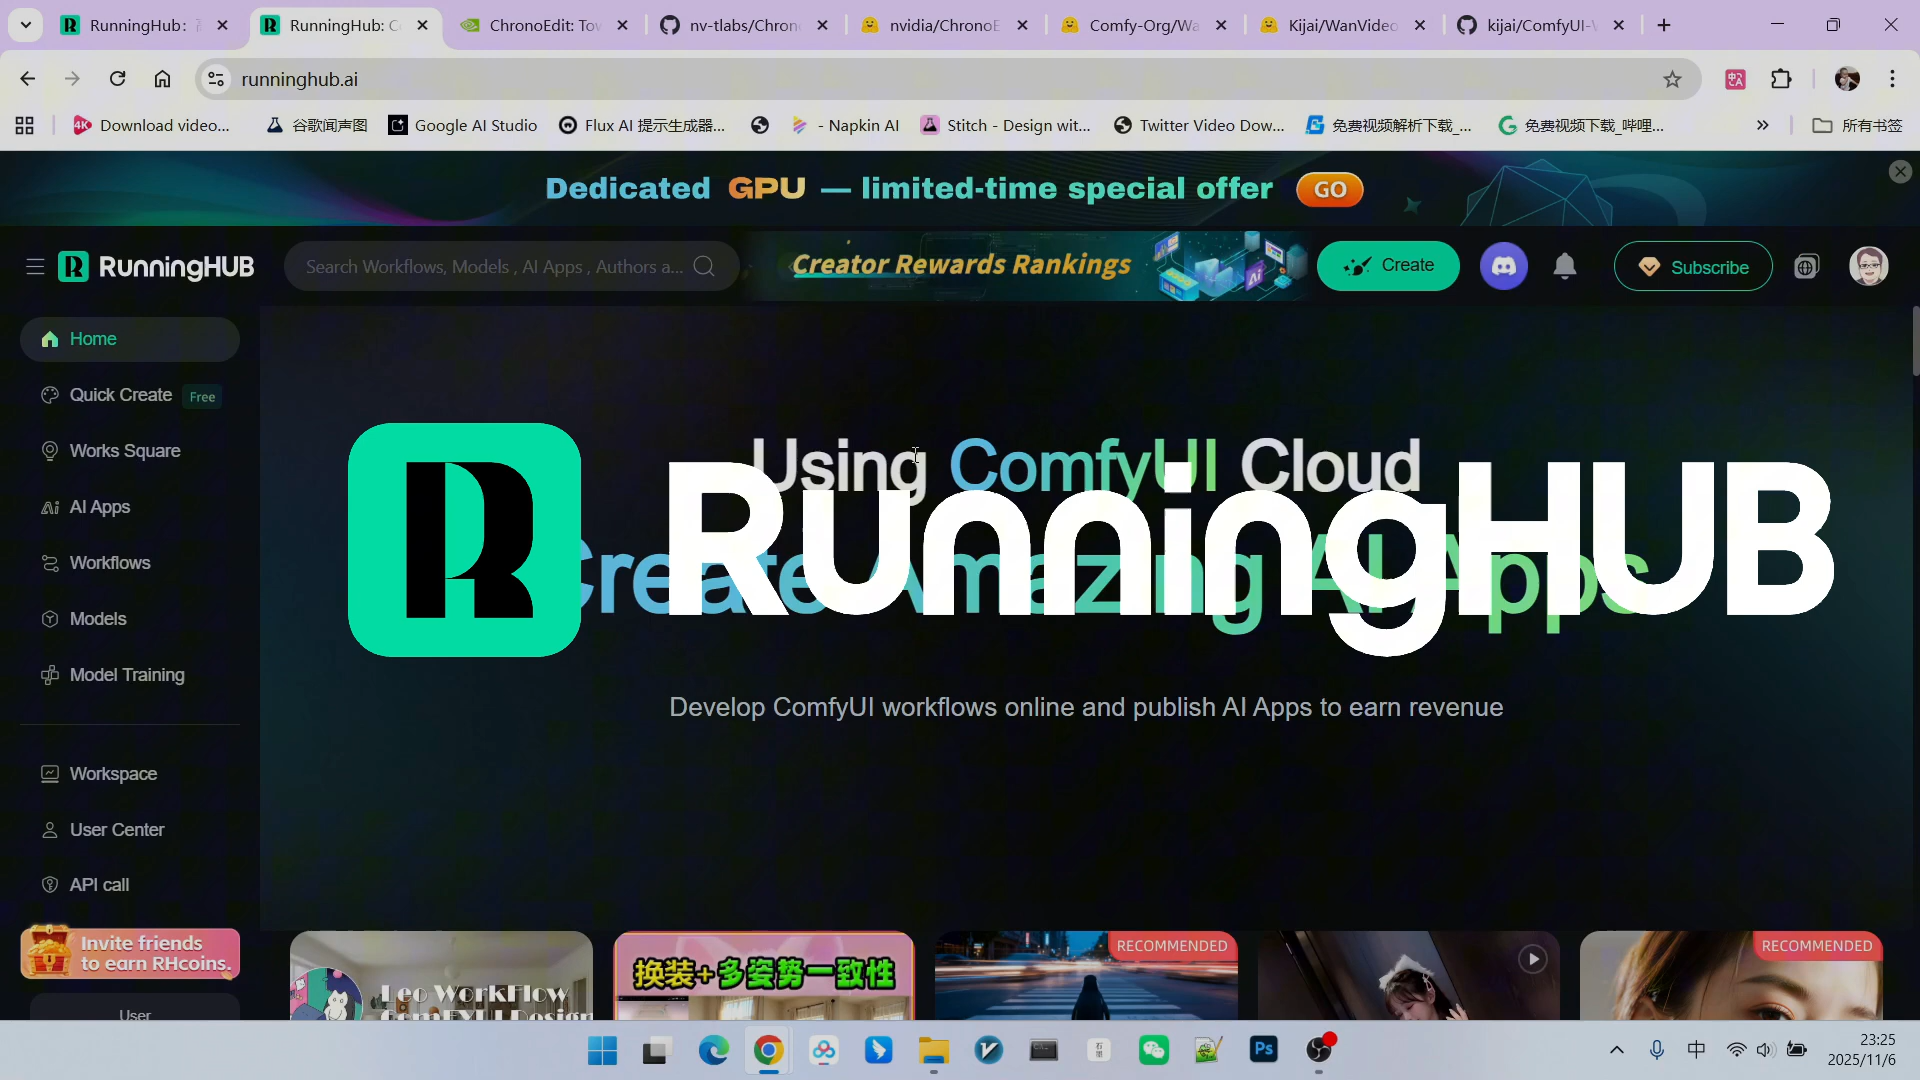 RunningHub: 高
RunningHub: C
ChronoEdit: Tow
nv-tlabs/Chron
nvidia/ChronoE
Comfy-Org/Wa
Kijai/WanVideo
kijai/ComfyUI-W
runninghub.ai
Download video...
谷歌闻声图
Google AI Studio
Flux AI 提示生成器...
- Napkin AI
Stitch - Design wit...
Twitter Video Dow...
免费视频解析下载_...
免费视频下载_哔哩...
所有书签
Dedicated GPU — limited-time special offer GO
RunningHUB
Search Workflows, Models , AI Apps , Authors a...
Creator Rewards Rankings
Create
Subscribe
Home
Quick Create Free
Works Square
AI Apps
Workflows
Models
Model Training
Workspace
User Center
API call
Invite friends
to earn RHcoins.
User
Using ComfyUI Cloud
Create Amazing AI Apps
RunningHUB
Develop ComfyUI workflows online and publish AI Apps to earn revenue
Leo WorkFlow
ComFYUI Design
换装+多姿势一致性
RECOMMENDED
RECOMMENDED
中
23:25
2025/11/6